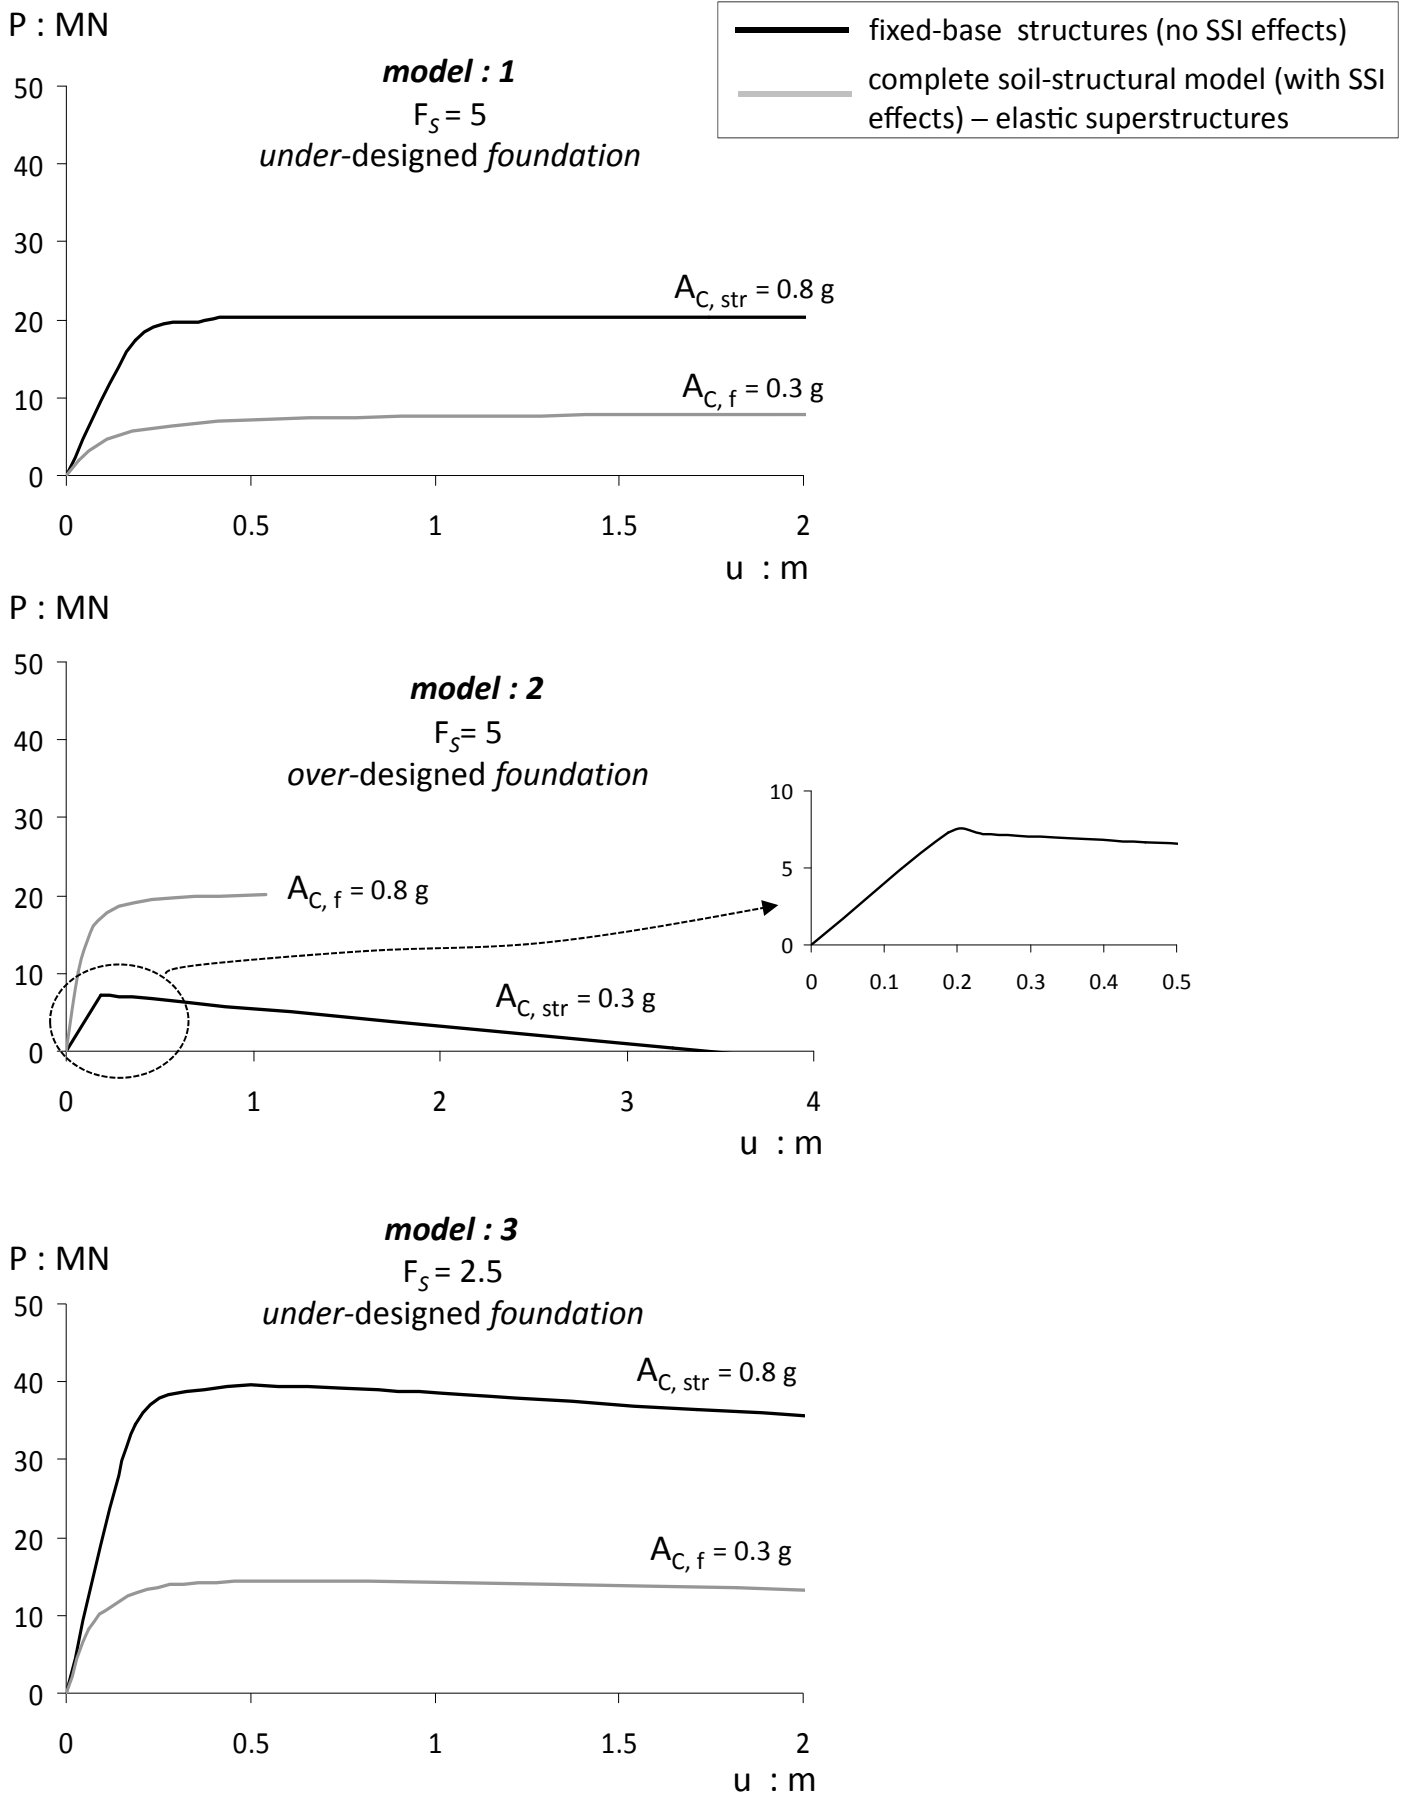 P : MN
fixed-base structures (no SSI effects)
complete soil-structural model (with SSI
effects) – elastic superstructures
model : 1
F_S = 5
under-designed foundation
50
40
30
20
10
0
A_C, str = 0.8 g
A_C, f = 0.3 g
0 0.5 1 1.5 2
u : m
P : MN
model : 2
F_S= 5
over-designed foundation
50
40
30
20
10
0
A_C, f = 0.8 g
A_C, str = 0.3 g
0 1 2 3 4
u : m
10
5
0
0 0.1 0.2 0.3 0.4 0.5
model : 3
P : MN
F_S = 2.5
under-designed foundation
50
40
30
20
10
0
A_C, str = 0.8 g
A_C, f = 0.3 g
0 0.5 1 1.5 2
u : m